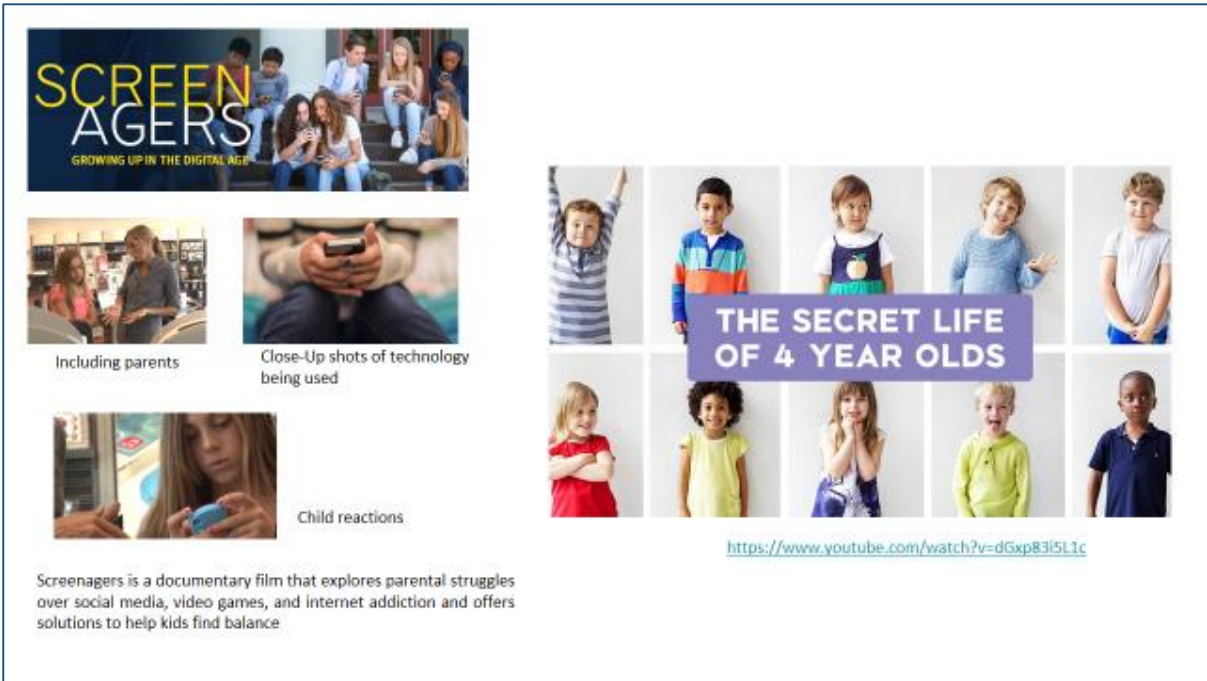 SCREEN
AGERS
GROWING UP IN THE DIGITAL AGE
Including parents
Close-Up shots of technology
being used
Child reactions
Screenagers is a documentary film that explores parental struggles
over social media, video games, and internet addiction and offers
solutions to help kids find balance
THE SECRET LIFE
OF 4 YEAR OLDS
https://www.youtube.com/watch?v=dGxp83i5L1c